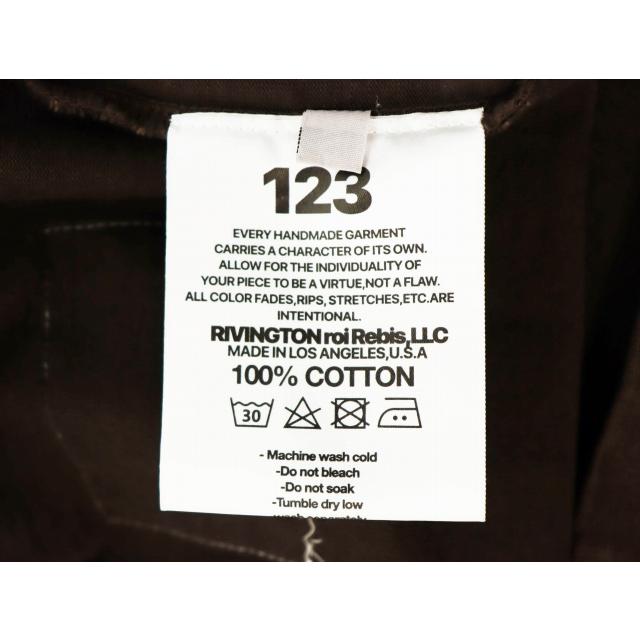 123
EVERY HANDMADE GARMENT
CARRIES A CHARACTER OF ITS OWN.
ALLOW FOR THE INDIVIDUALITY OF
YOUR PIECE TO BE A VIRTUE,NOT A FLAW.
ALL COLOR FADES,RIPS, STRETCHES,ETC.ARE
INTENTIONAL.
RIVINGTON roi Rebis,LLC
MADE IN LOS ANGELES,U.S.A
100% COTTON
30
- Machine wash cold
-Do not bleach
-Do not soak
-Tumble dry low
wash separately